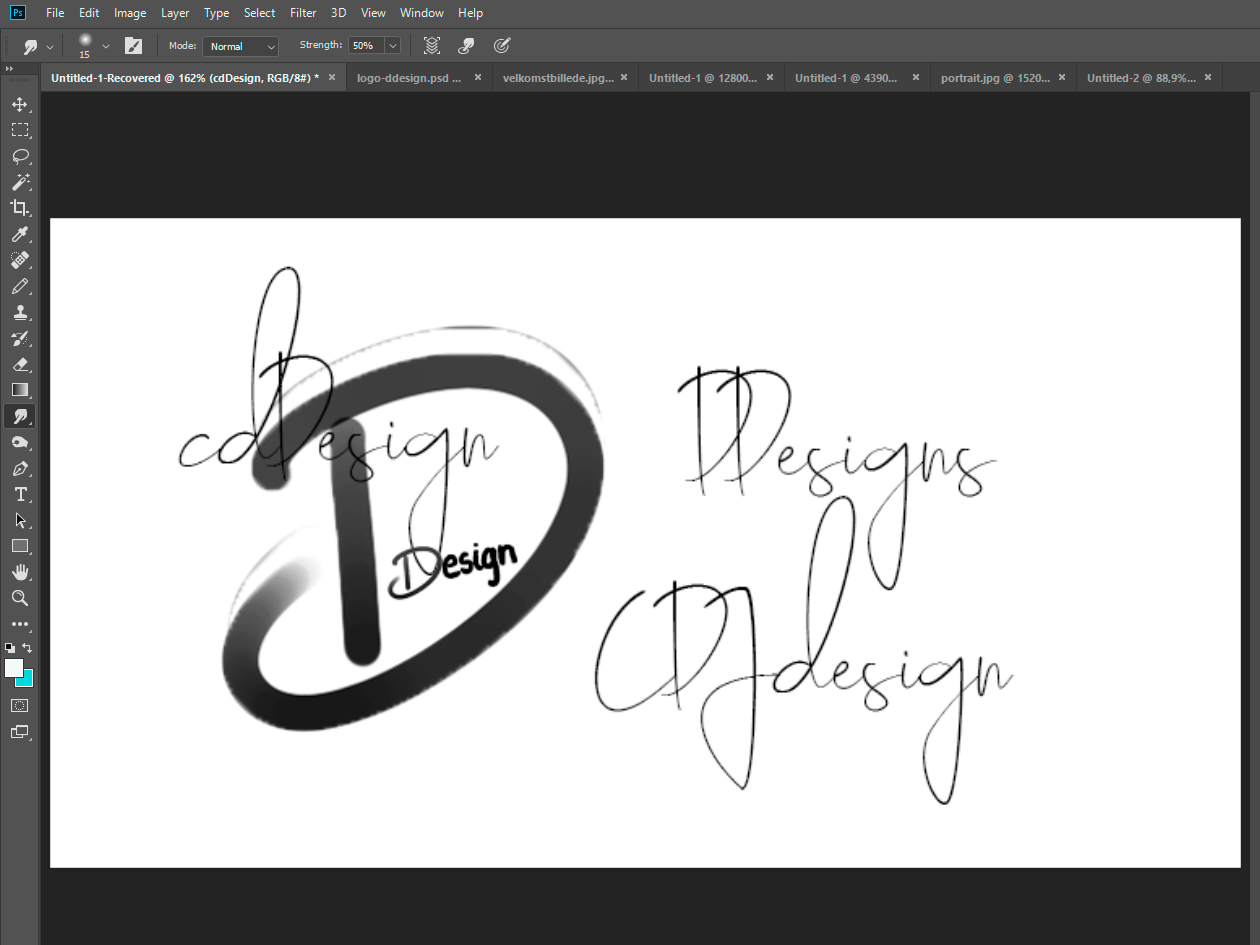 Ps File Edit Image Layer Type Select Filter 3D View Window Help
15 Mode: Normal Strength: 50%
Untitled-1-Recovered @ 162% (cdDesign, RGB/8#) * × logo-ddesign.psd ... × velkomstbillede.jpg... × Untitled-1 @ 12800... × Untitled-1 @ 4390... × portrait.jpg @ 1520... × Untitled-2 @ 88,9%... ×
cdDesign
DDesigns
D
Design
CDJdesign
T